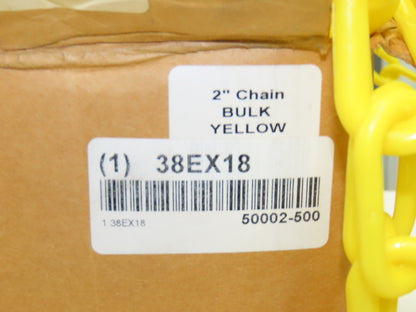 2" Chain
BULK
YELLOW
(1) 38EX18
1 38EX18
50002-500